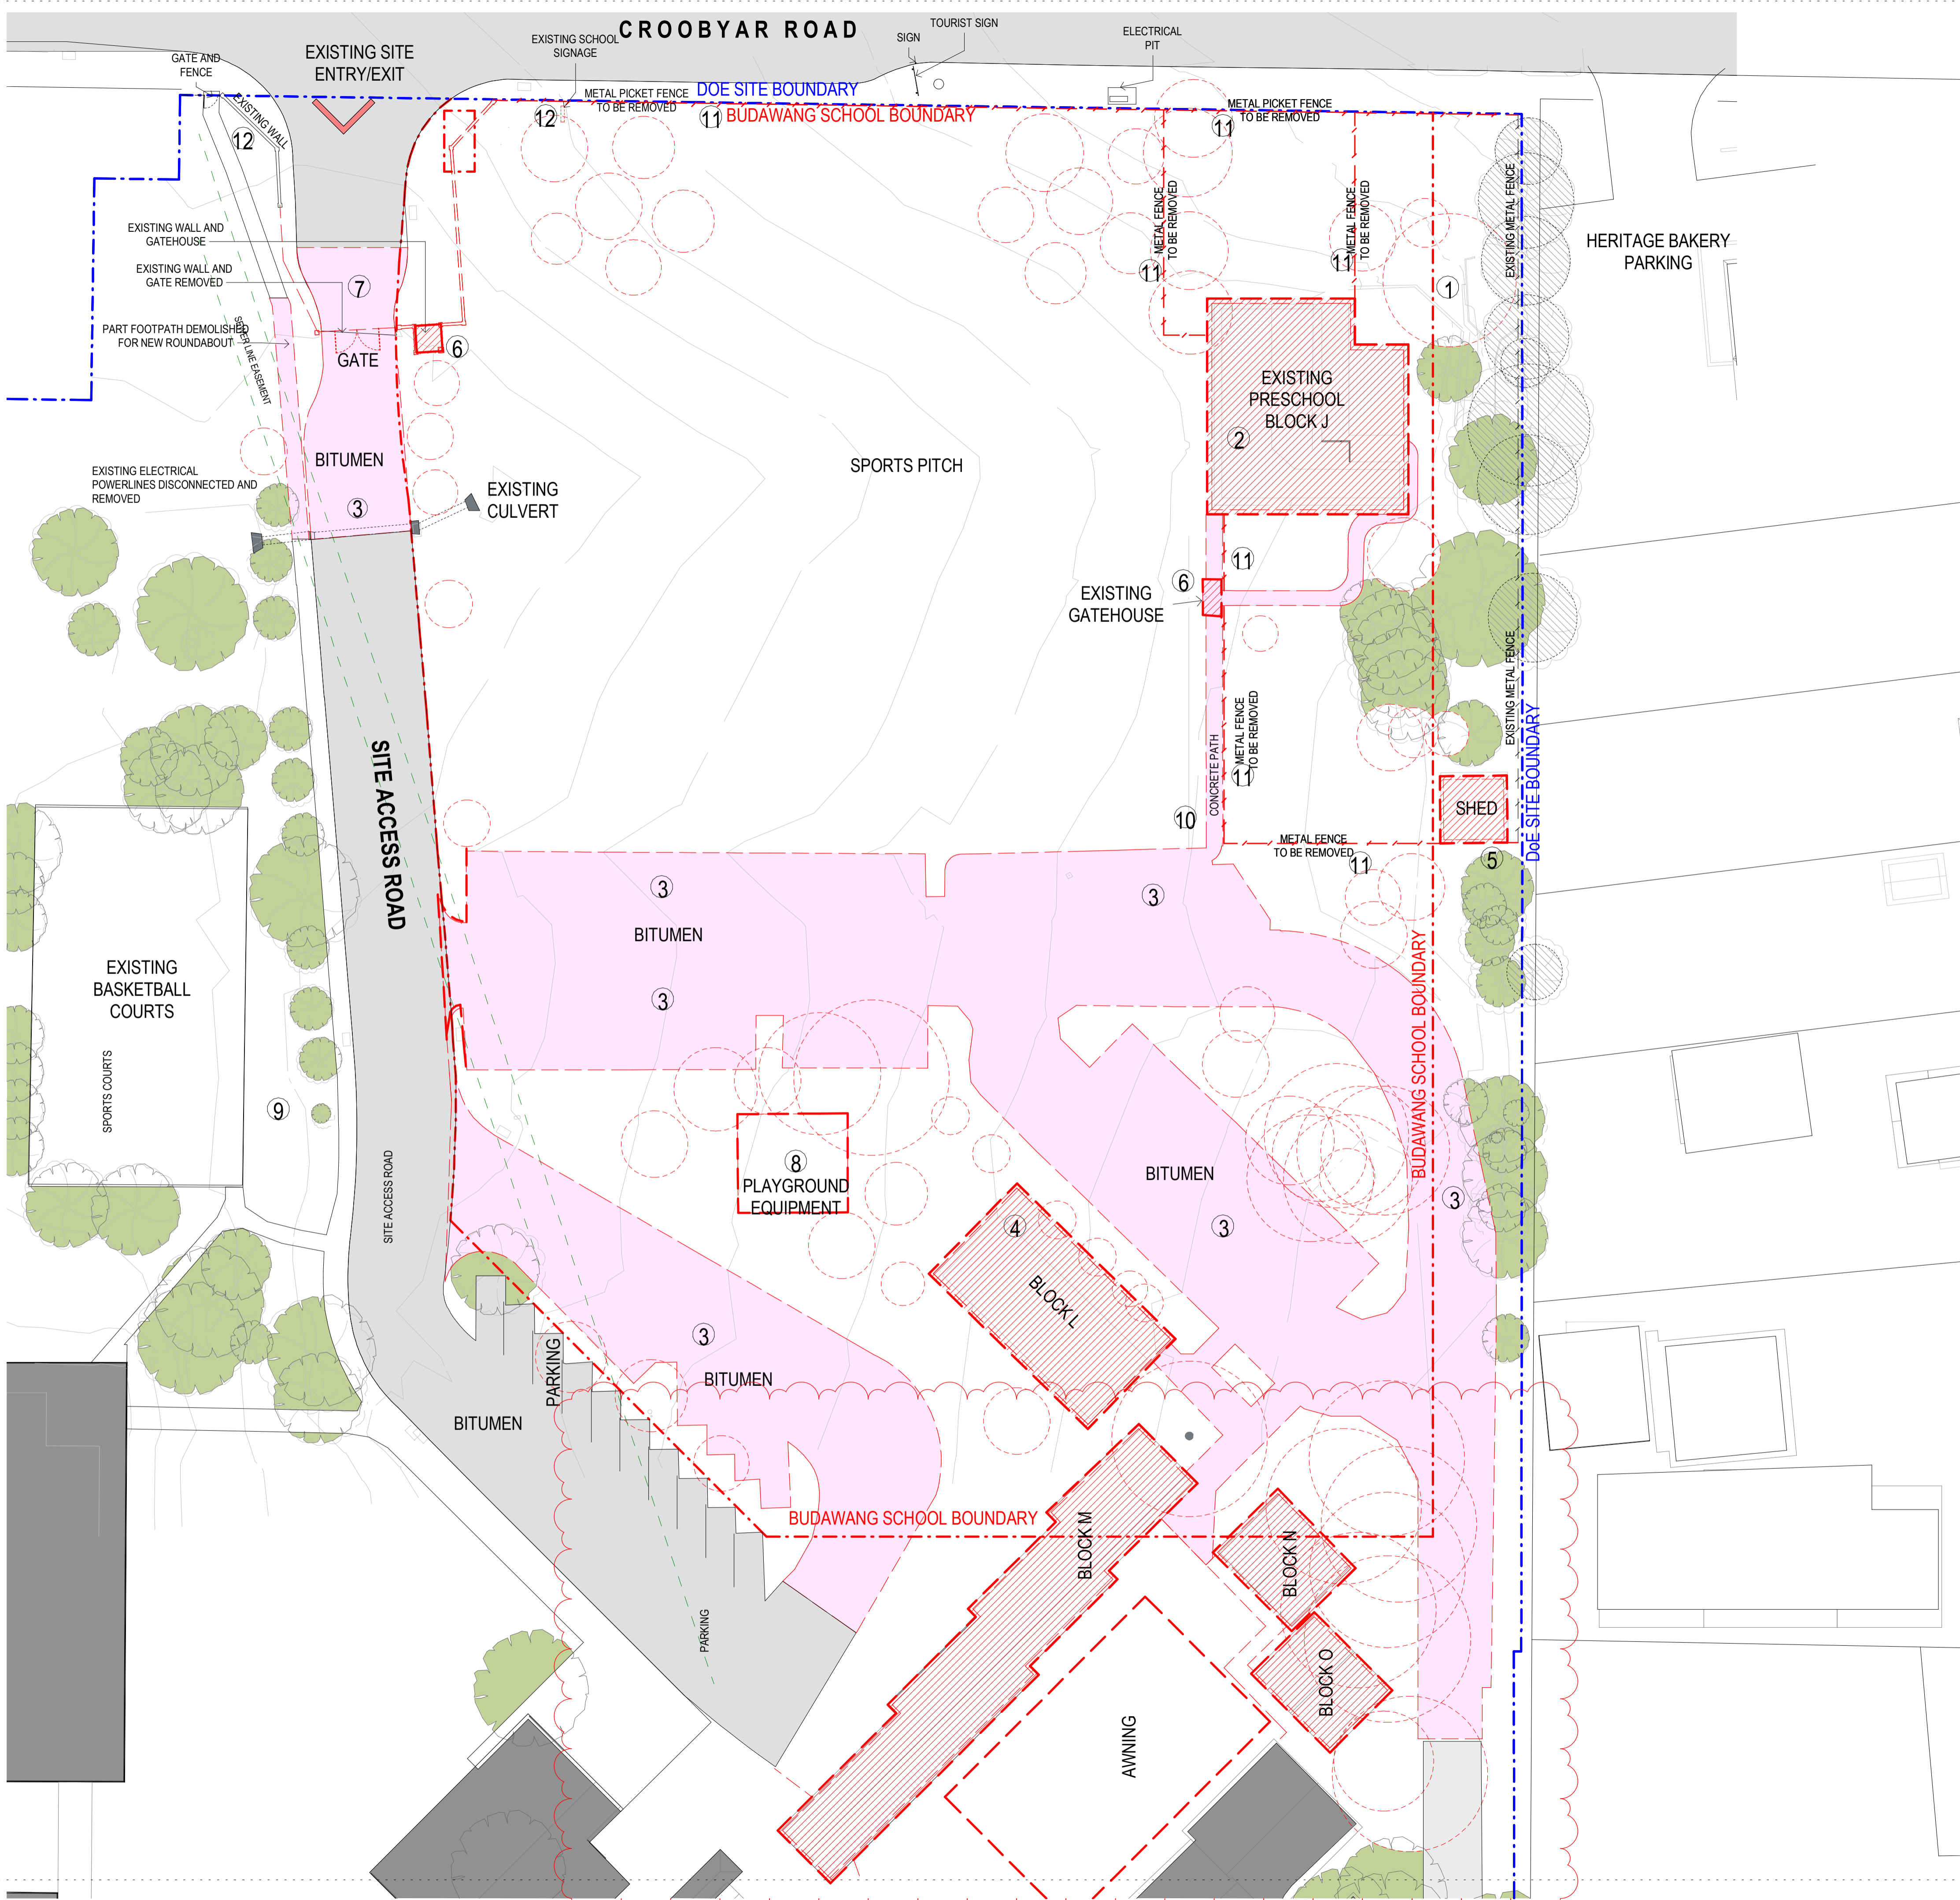 CROOBYAR ROAD
TOURIST SIGN
SIGN
ELECTRICAL
PIT
EXISTING SCHOOL
SIGNAGE
EXISTING SITE
ENTRY/EXIT
GATE AND
FENCE
EXISTING WALL
12
METAL PICKET FENCE
TO BE REMOVED
DOE SITE BOUNDARY
12
11
BUDAWANG SCHOOL BOUNDARY
METAL PICKET FENCE
TO BE REMOVED
11
METAL FENCE
TO BE REMOVED
11
METAL FENCE
TO BE REMOVED
11
EXISTING METAL FENCE
HERITAGE BAKERY
PARKING
1
EXISTING WALL AND
GATEHOUSE
EXISTING WALL AND
GATE REMOVED
7
PART FOOTPATH DEMOLISHED
FOR NEW ROUNDABOUT
SEWER LINE EASEMENT
GATE
6
BITUMEN
3
EXISTING ELECTRICAL
POWERLINES DISCONNECTED AND
REMOVED
EXISTING
CULVERT
SPORTS PITCH
EXISTING
PRESCHOOL
BLOCK J
2
11
6
EXISTING
GATEHOUSE
METAL FENCE
TO BE REMOVED
11
CONCRETE PATH
10
EXISTING METAL FENCE
DoE SITE BOUNDARY
SHED
5
METAL FENCE
TO BE REMOVED
11
SITE ACCESS ROAD
3
BITUMEN
3
3
EXISTING
BASKETBALL
COURTS
SPORTS COURTS
9
SITE ACCESS ROAD
8
PLAYGROUND
EQUIPMENT
BITUMEN
3
BUDAWANG SCHOOL BOUNDARY
3
4
BLOCK L
3
BITUMEN
PARKING
BITUMEN
BUDAWANG SCHOOL BOUNDARY
BLOCK M
BLOCK N
BLOCK O
PARKING
AWNING